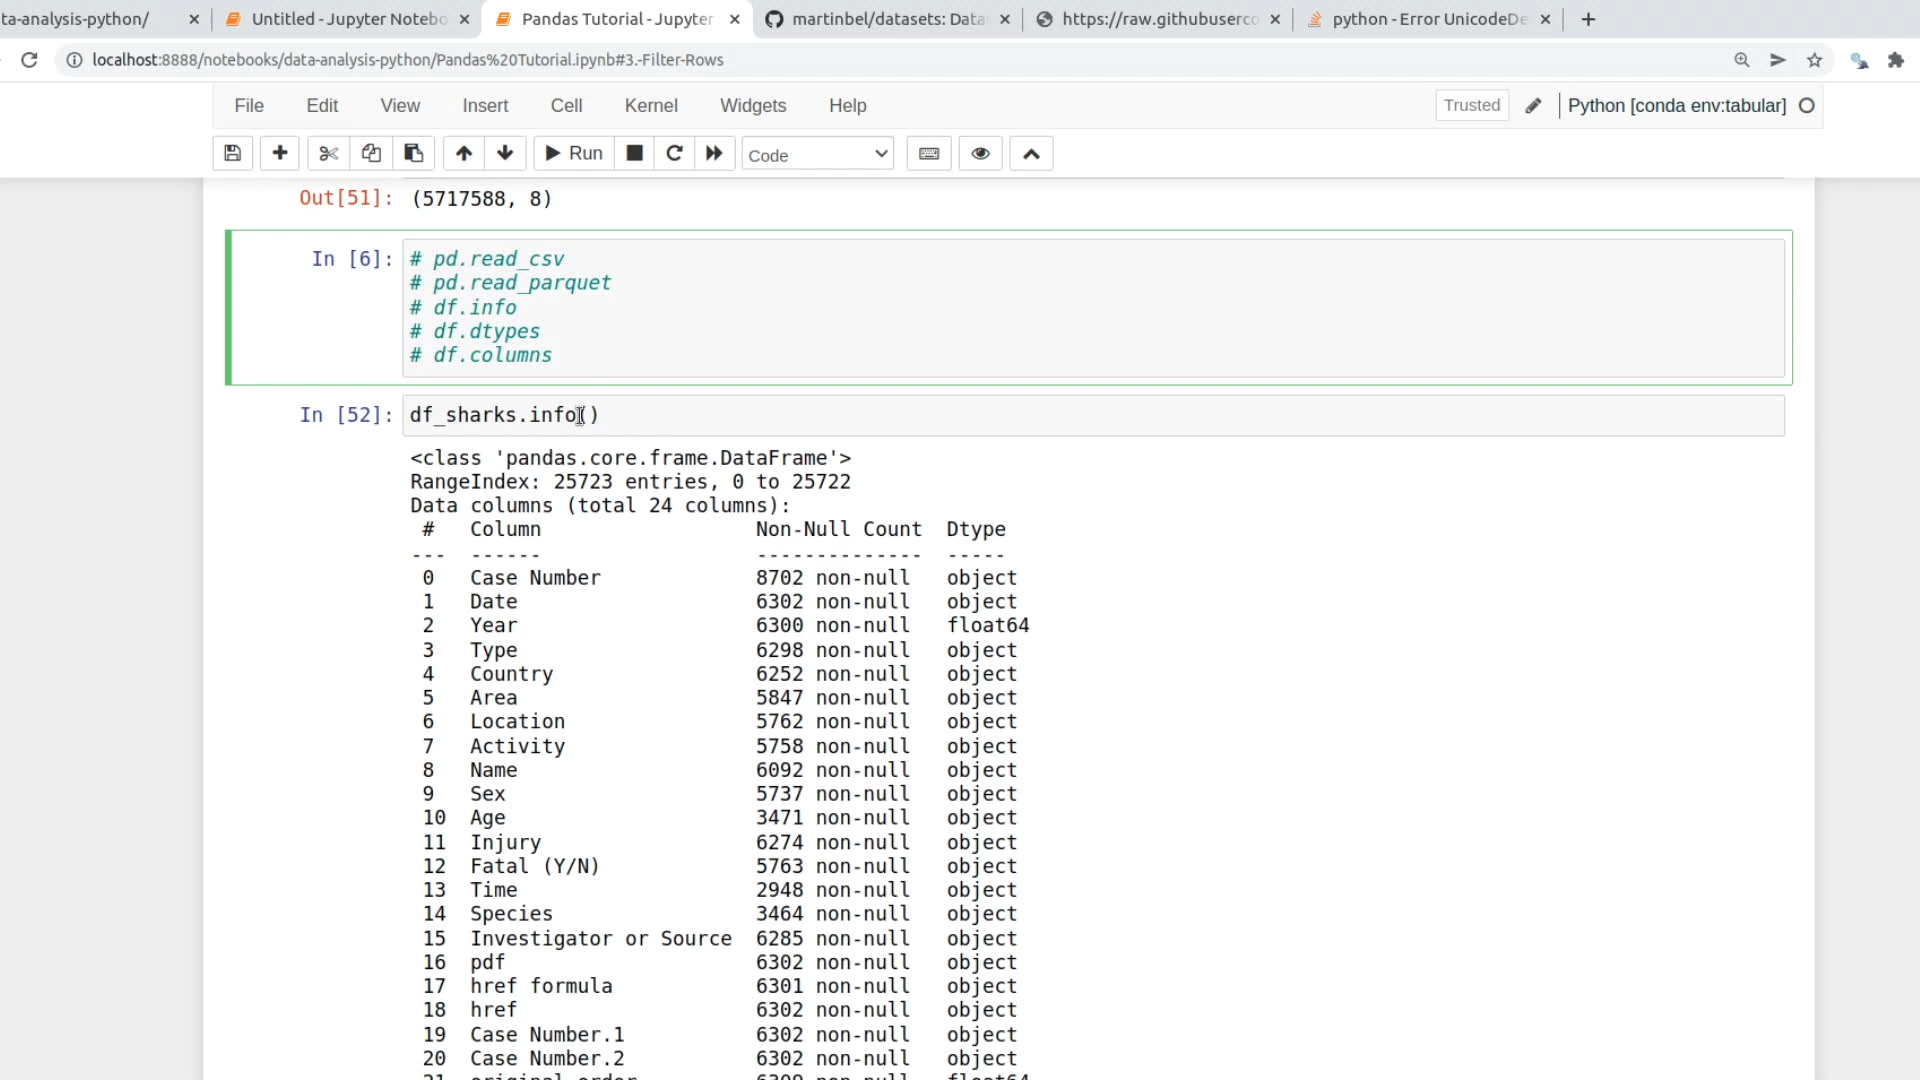 ta-analysis-python/
Untitled - Jupyter Notebo
Pandas Tutorial - Jupyter
martinbel/datasets: Data
https://raw.githubuserco
python - Error UnicodeDe
localhost:8888/notebooks/data-analysis-python/Pandas%20Tutorial.ipynb#3.-Filter-Rows
File Edit View Insert Cell Kernel Widgets Help Trusted Python [conda env:tabular]
Run Code
Out[51]: (5717588, 8)
In [6]: # pd.read_csv
# pd.read_parquet
# df.info
# df.dtypes
# df.columns
In [52]: df_sharks.info()
<class 'pandas.core.frame.DataFrame'>
RangeIndex: 25723 entries, 0 to 25722
Data columns (total 24 columns):
# Column Non-Null Count Dtype
--- ------ -------------- -----
0 Case Number 8702 non-null object
1 Date 6302 non-null object
2 Year 6300 non-null float64
3 Type 6298 non-null object
4 Country 6252 non-null object
5 Area 5847 non-null object
6 Location 5762 non-null object
7 Activity 5758 non-null object
8 Name 6092 non-null object
9 Sex 5737 non-null object
10 Age 3471 non-null object
11 Injury 6274 non-null object
12 Fatal (Y/N) 5763 non-null object
13 Time 2948 non-null object
14 Species 3464 non-null object
15 Investigator or Source 6285 non-null object
16 pdf 6302 non-null object
17 href formula 6301 non-null object
18 href 6302 non-null object
19 Case Number.1 6302 non-null object
20 Case Number.2 6302 non-null object
21 original order 6309 non-null float64